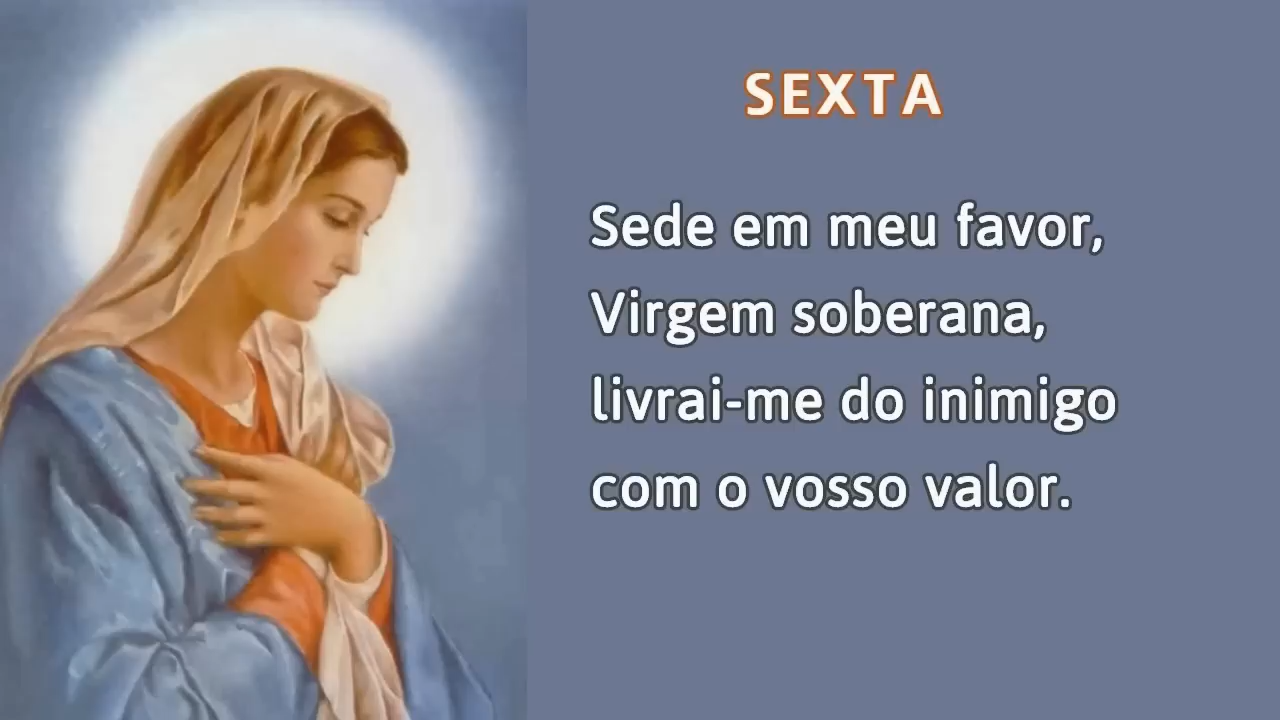 SEXTA
Sede em meu favor,
Virgem soberana,
livrai-me do inimigo
com o vosso valor.